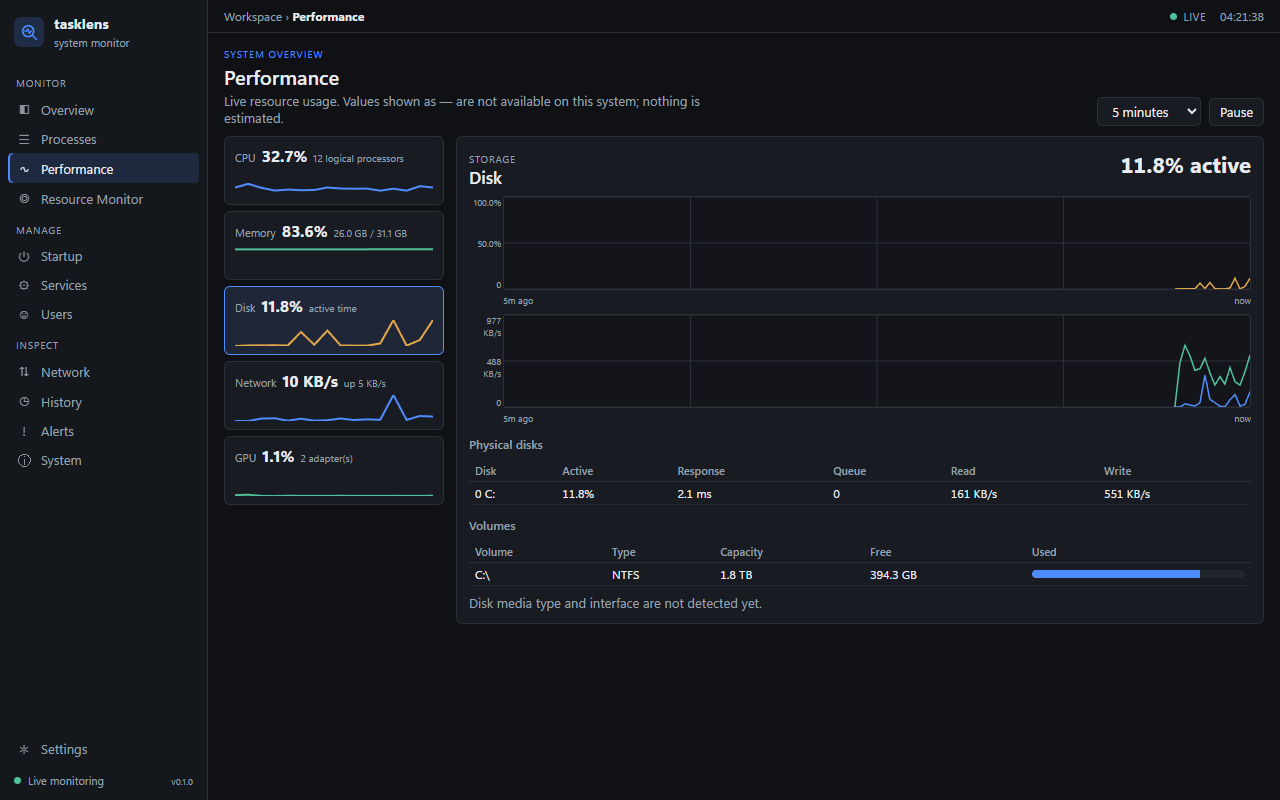 tasklens
system monitor
MONITOR
Overview
Processes
Performance
Resource Monitor
MANAGE
Startup
Services
Users
INSPECT
Network
History
Alerts
System
Settings
Live monitoring v0.1.0
Workspace › Performance
LIVE 04:21:38
SYSTEM OVERVIEW
Performance
Live resource usage. Values shown as — are not available on this system; nothing is
estimated.
5 minutes
Pause
CPU 32.7% 12 logical processors
Memory 83.6% 26.0 GB / 31.1 GB
Disk 11.8% active time
Network 10 KB/s up 5 KB/s
GPU 1.1% 2 adapter(s)
STORAGE
Disk
11.8% active
100.0%
50.0%
0
5m ago now
977
KB/s
488
KB/s
0
5m ago now
Physical disks
Disk Active Response Queue Read Write
0 C: 11.8% 2.1 ms 0 161 KB/s 551 KB/s
Volumes
Volume Type Capacity Free Used
C:\ NTFS 1.8 TB 394.3 GB
Disk media type and interface are not detected yet.